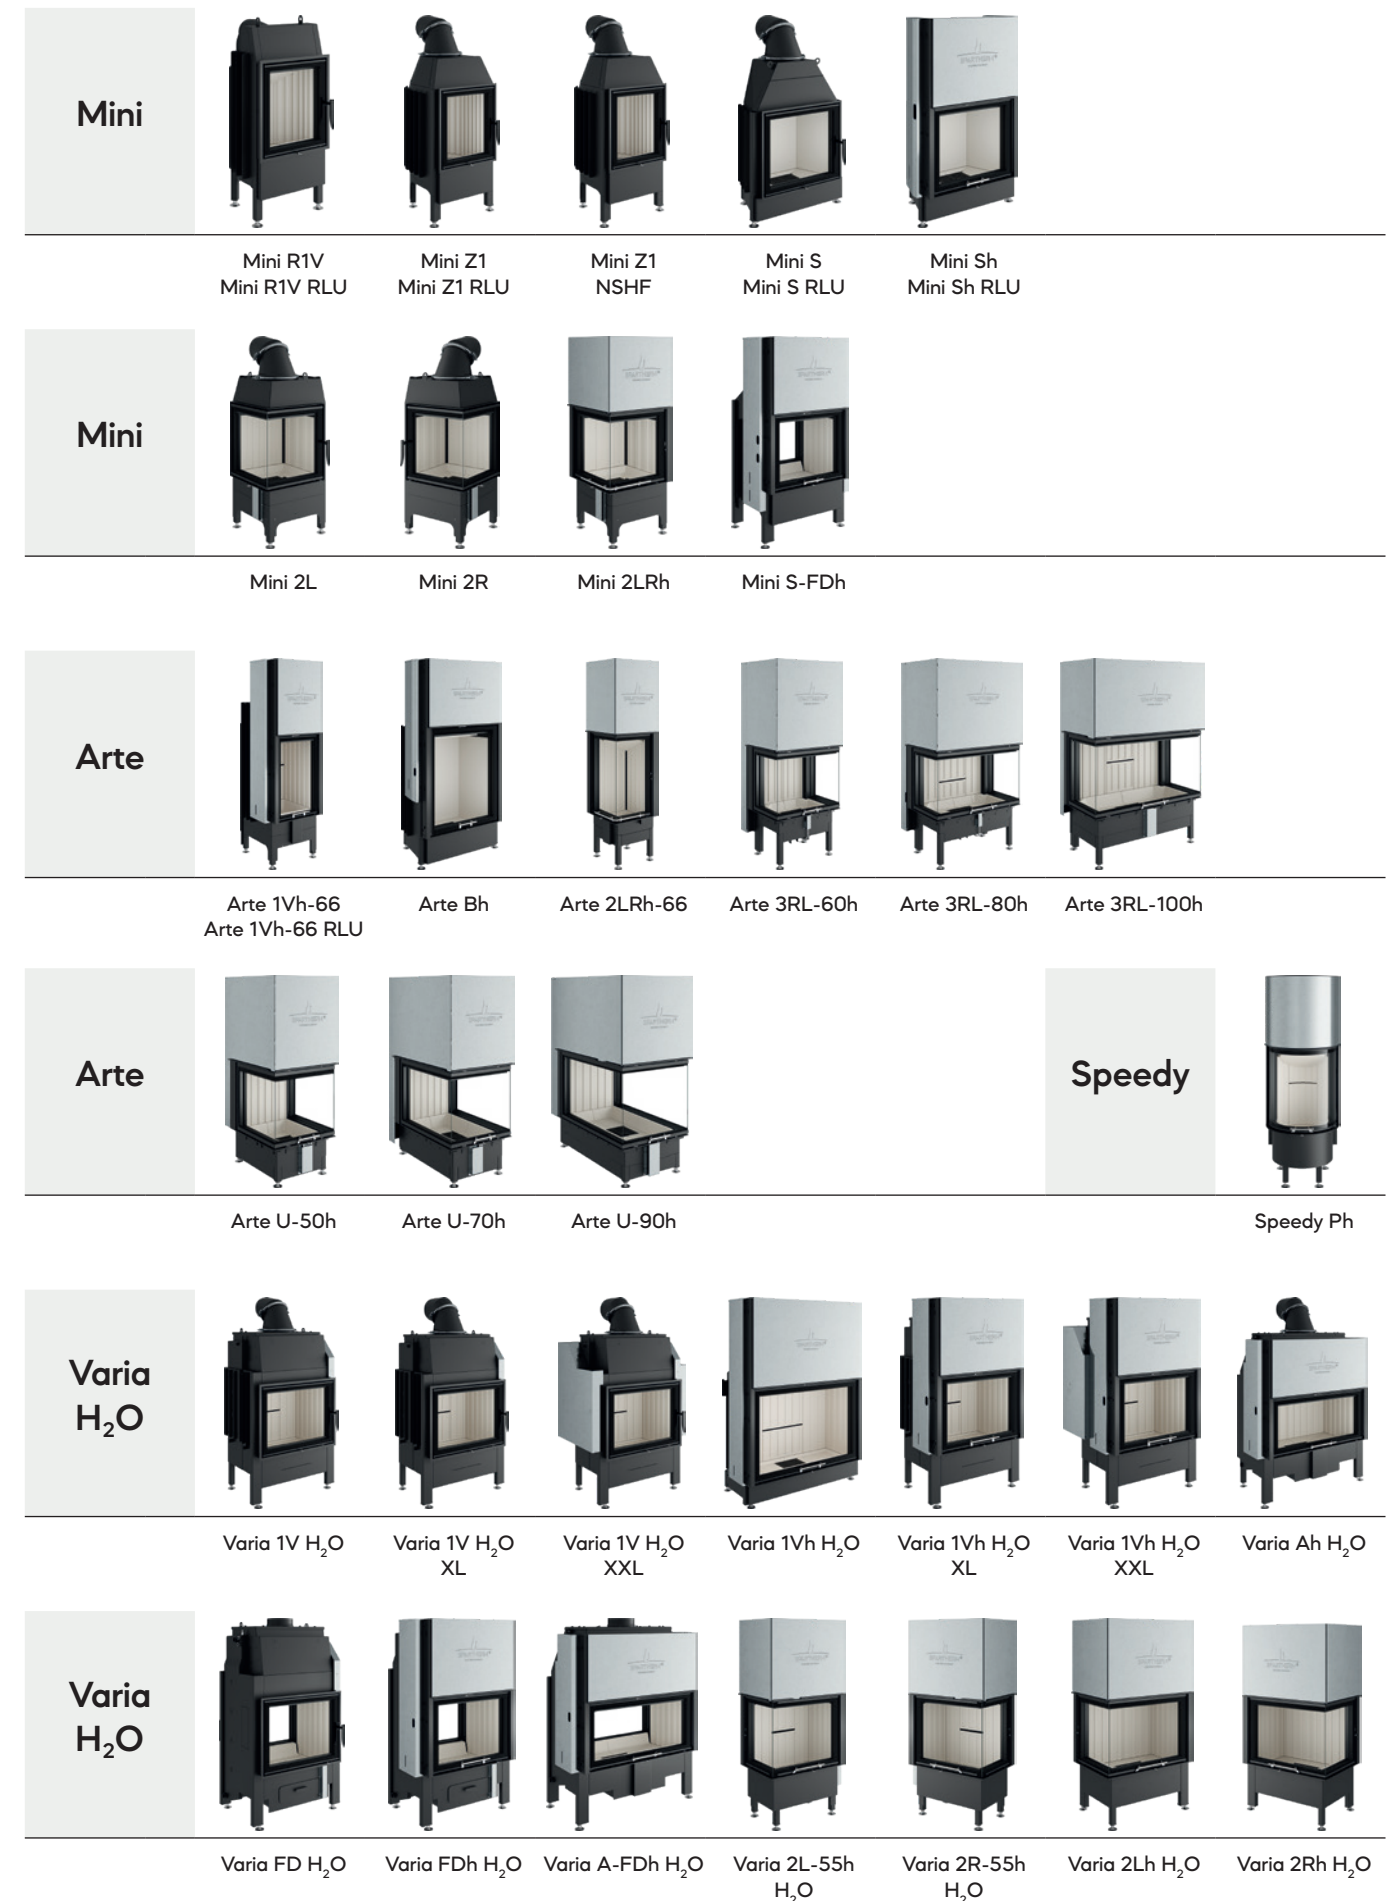 Mini
Mini R1V
Mini R1V RLU
Mini Z1
Mini Z1 RLU
Mini Z1
NSHF
Mini S
Mini S RLU
Mini Sh
Mini Sh RLU
Mini
Mini 2L
Mini 2R
Mini 2LRh
Mini S-FDh
Arte
Arte 1Vh-66
Arte 1Vh-66 RLU
Arte Bh
Arte 2LRh-66
Arte 3RL-60h
Arte 3RL-80h
Arte 3RL-100h
Arte
Arte U-50h
Arte U-70h
Arte U-90h
Speedy
Speedy Ph
Varia
H₂O
Varia 1V H₂O
Varia 1V H₂O
XL
Varia 1V H₂O
XXL
Varia 1Vh H₂O
Varia 1Vh H₂O
XL
Varia 1Vh H₂O
XXL
Varia Ah H₂O
Varia
H₂O
Varia FD H₂O
Varia FDh H₂O
Varia A-FDh H₂O
Varia 2L-55h
H₂O
Varia 2R-55h
H₂O
Varia 2Lh H₂O
Varia 2Rh H₂O